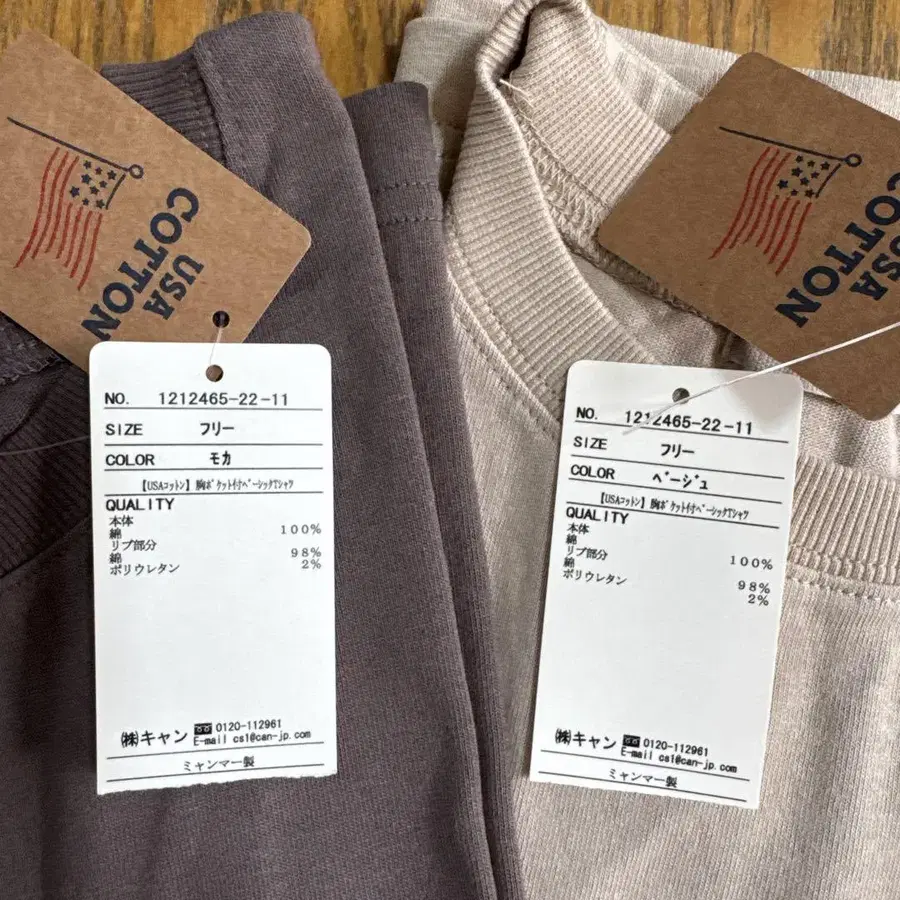 USA
COTTON
NO. 1212465-22-11
SIZE フリー
COLOR モカ
【USAコットン】胸ポケット付ベーシックTシャツ
QUALITY
本体
綿 100%
リブ部分
綿 98%
ポリウレタン 2%
㈱キャン 0120-112961
E-mail cs1@can-jp.com
ミャンマー製
USA
COTTON
NO. 1212465-22-11
SIZE フリー
COLOR ベージュ
【USAコットン】胸ポケット付ベーシックTシャツ
QUALITY
本体
綿 100%
リブ部分
綿 98%
ポリウレタン 2%
㈱キャン 0120-112961
E-mail cs1@can-jp.com
ミャンマー製